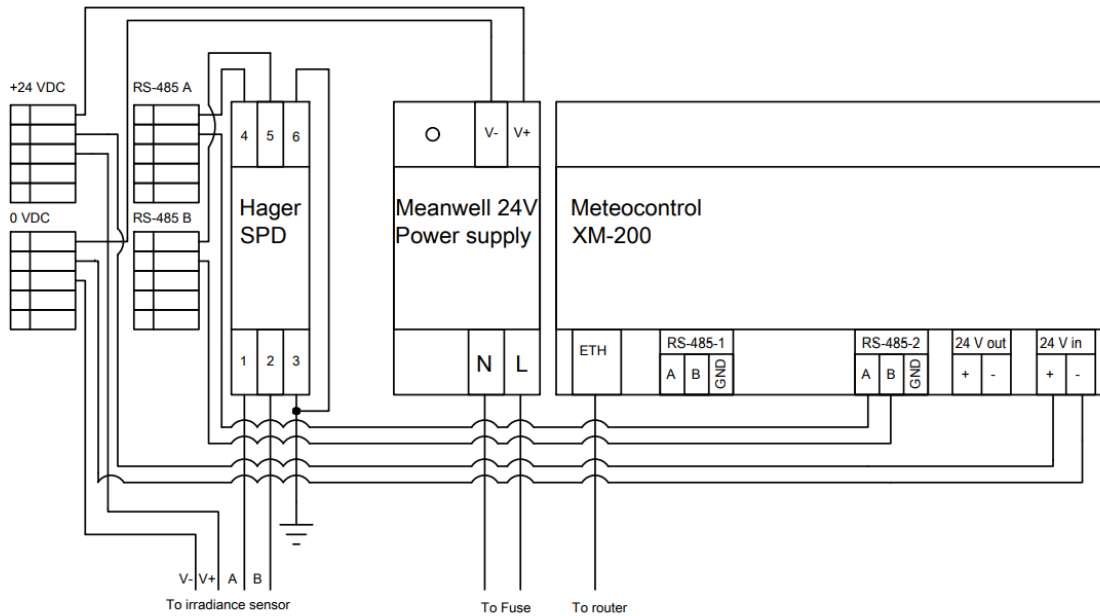 +24 VDC
RS-485 A
4 5 6
V- V+
Hager
SPD
Meanwell 24V
Power supply
Meteocontrol
XM-200
0 VDC
RS-485 B
1 2 3
N L
ETH
RS-485-1
A B GND
RS-485-2
A B GND
24 V out
+ -
24 V in
+ -
V- V+ A B
To irradiance sensor
To Fuse
To router